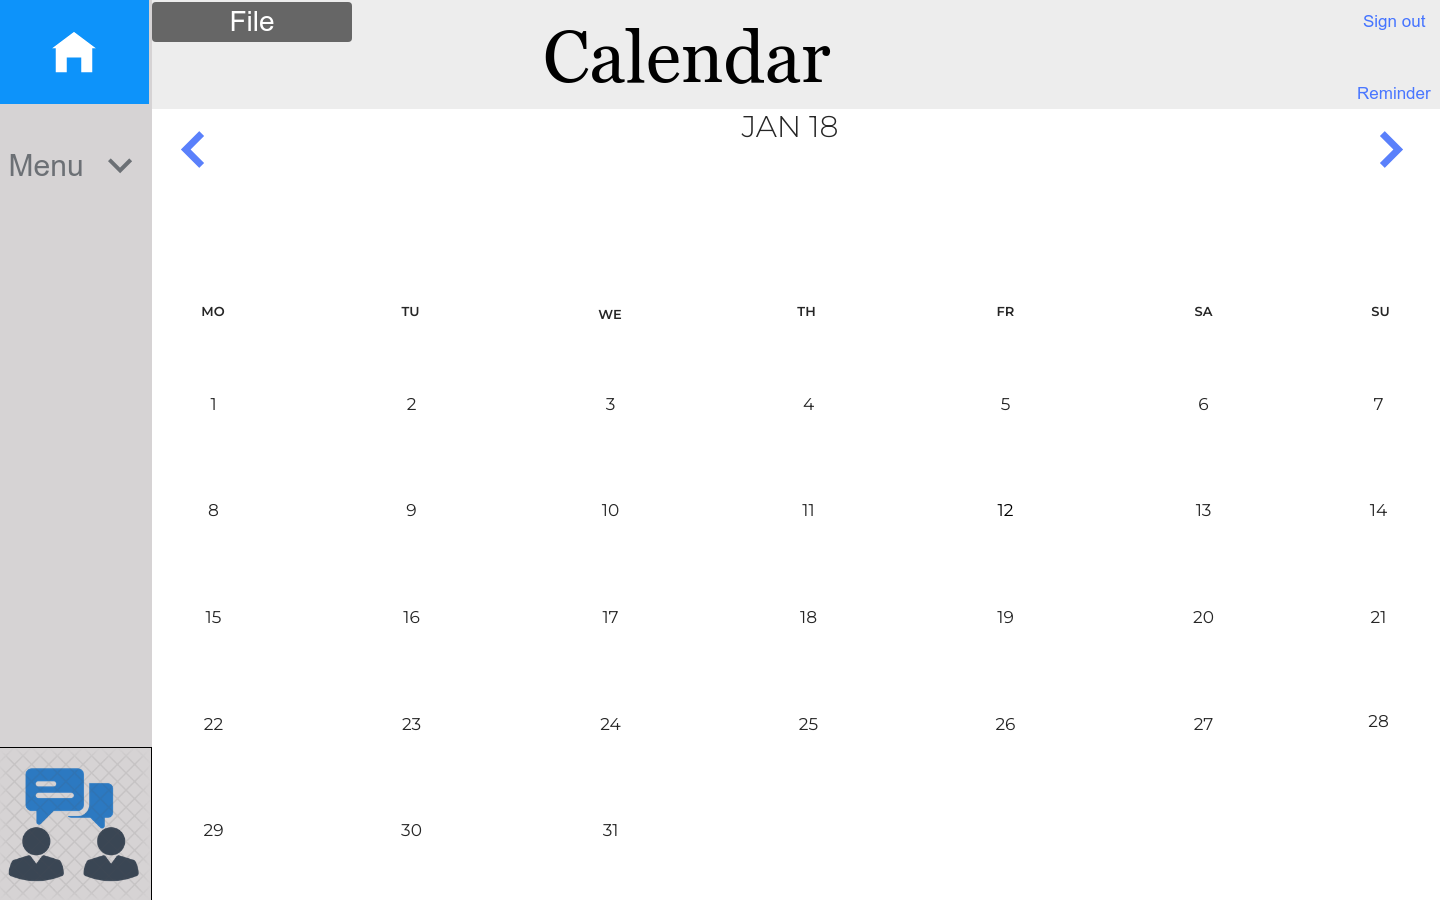 File
Calendar
Sign out
Reminder
JAN 18
Menu
MO TU WE TH FR SA SU
1 2 3 4 5 6 7
8 9 10 11 12 13 14
15 16 17 18 19 20 21
22 23 24 25 26 27 28
29 30 31